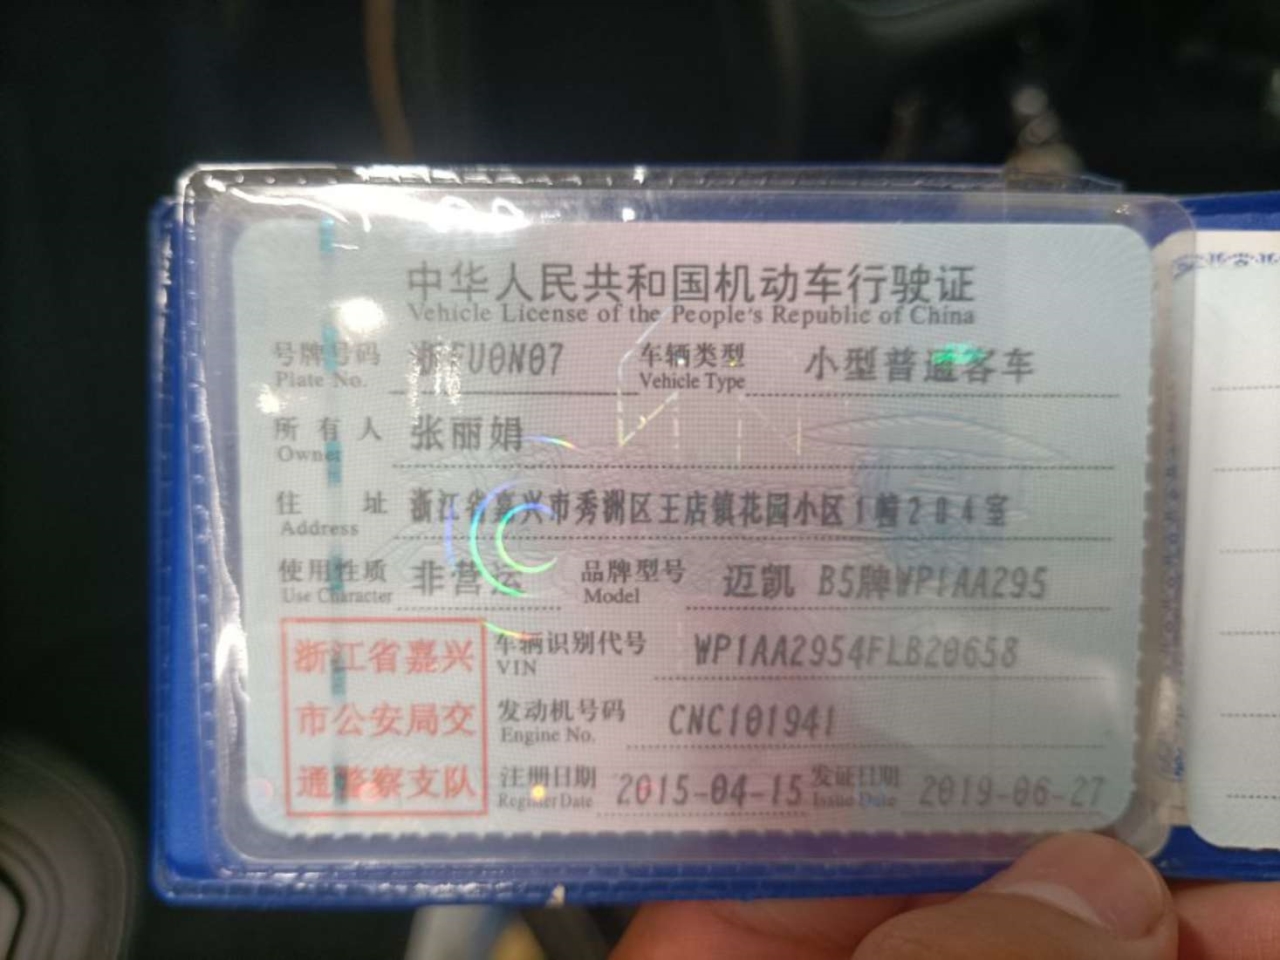 中华人民共和国机动车行驶证
Vehicle License of the People's Republic of China
号牌号码 浙FU0N07 车辆类型 小型普通客车
Plate No. Vehicle Type
所有人 张丽娟
Owner
住址 浙江省嘉兴市秀洲区王店镇花园小区1幢204室
Address
使用性质 非营运 品牌型号 迈凯 B5牌WP1AA295
Use Character Model
浙江省嘉兴
市公安局交
通警察支队
车辆识别代号 WP1AA2954FLB20658
VIN
发动机号码 CNC101941
Engine No.
注册日期 2015-04-15 发证日期 2019-06-27
Register Date Issue Date